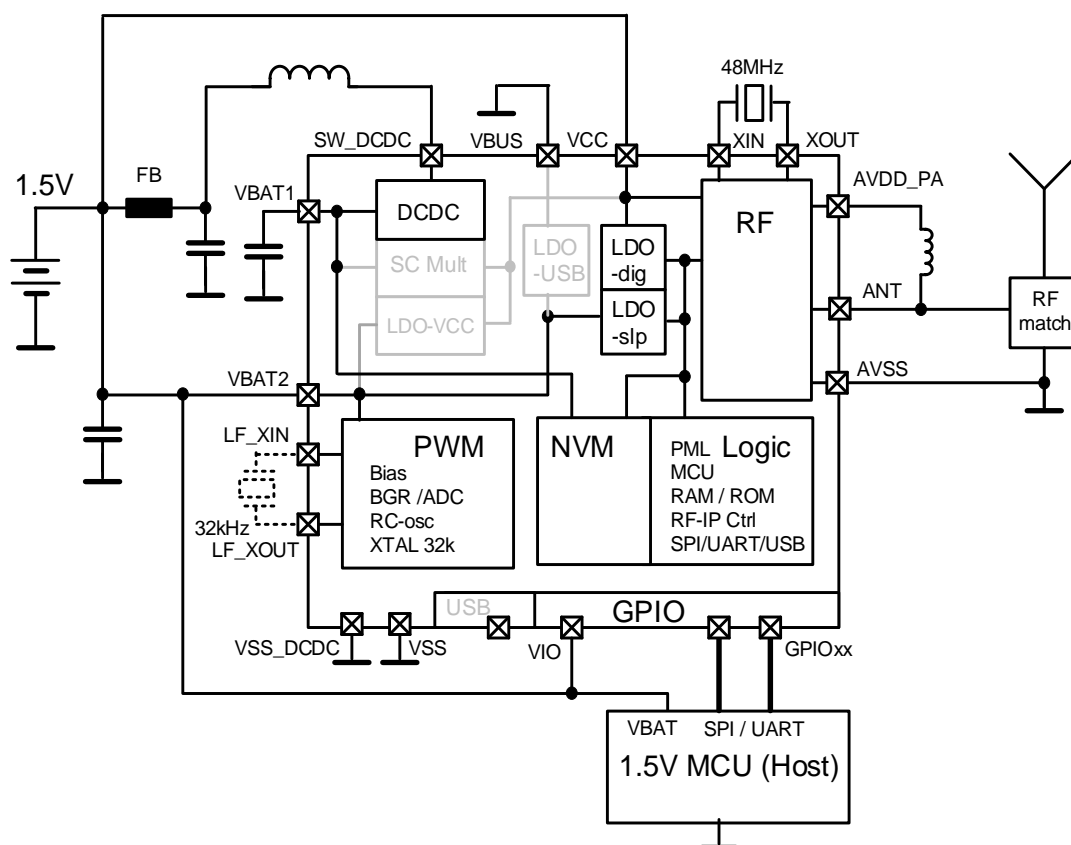 48MHz
SW_DCDC
VBUS
VCC
XIN
XOUT
1.5V
FB
VBAT1
DCDC
SC Mult
LDO-VCC
LDO
-USB
LDO
-dig
LDO
-slp
RF
AVDD_PA
ANT
RF
match
AVSS
VBAT2
LF_XIN
32kHz
LF_XOUT
PWM
Bias
BGR /ADC
RC-osc
XTAL 32k
NVM
PML Logic
MCU
RAM / ROM
RF-IP Ctrl
SPI/UART/USB
USB
GPIO
VSS_DCDC
VSS
VIO
GPIOxx
VBAT
SPI / UART
1.5V MCU (Host)